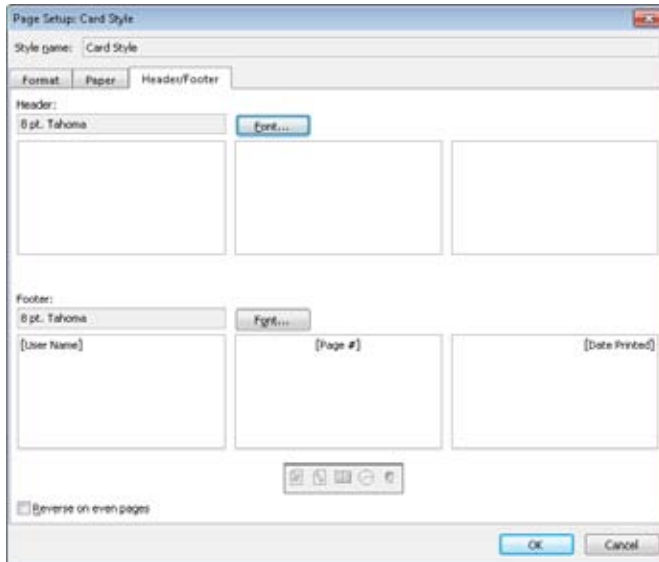 Page Setup: Card Style
Style name: Card Style
Format Paper Header/Footer
Header:
8 pt. Tahoma Font...
Footer:
8 pt. Tahoma Font...
[User Name] [Page #] [Date Printed]
Reverse on even pages
OK Cancel